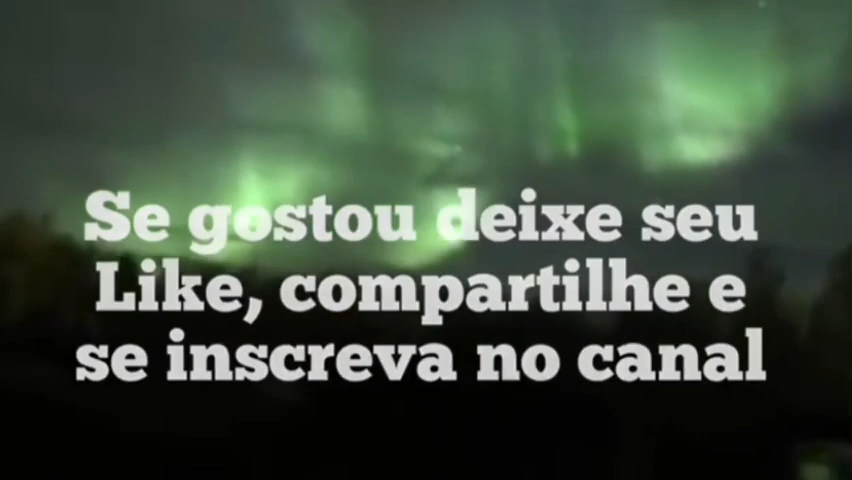 Se gostou deixe seu
Like, compartilhe e
se inscreva no canal